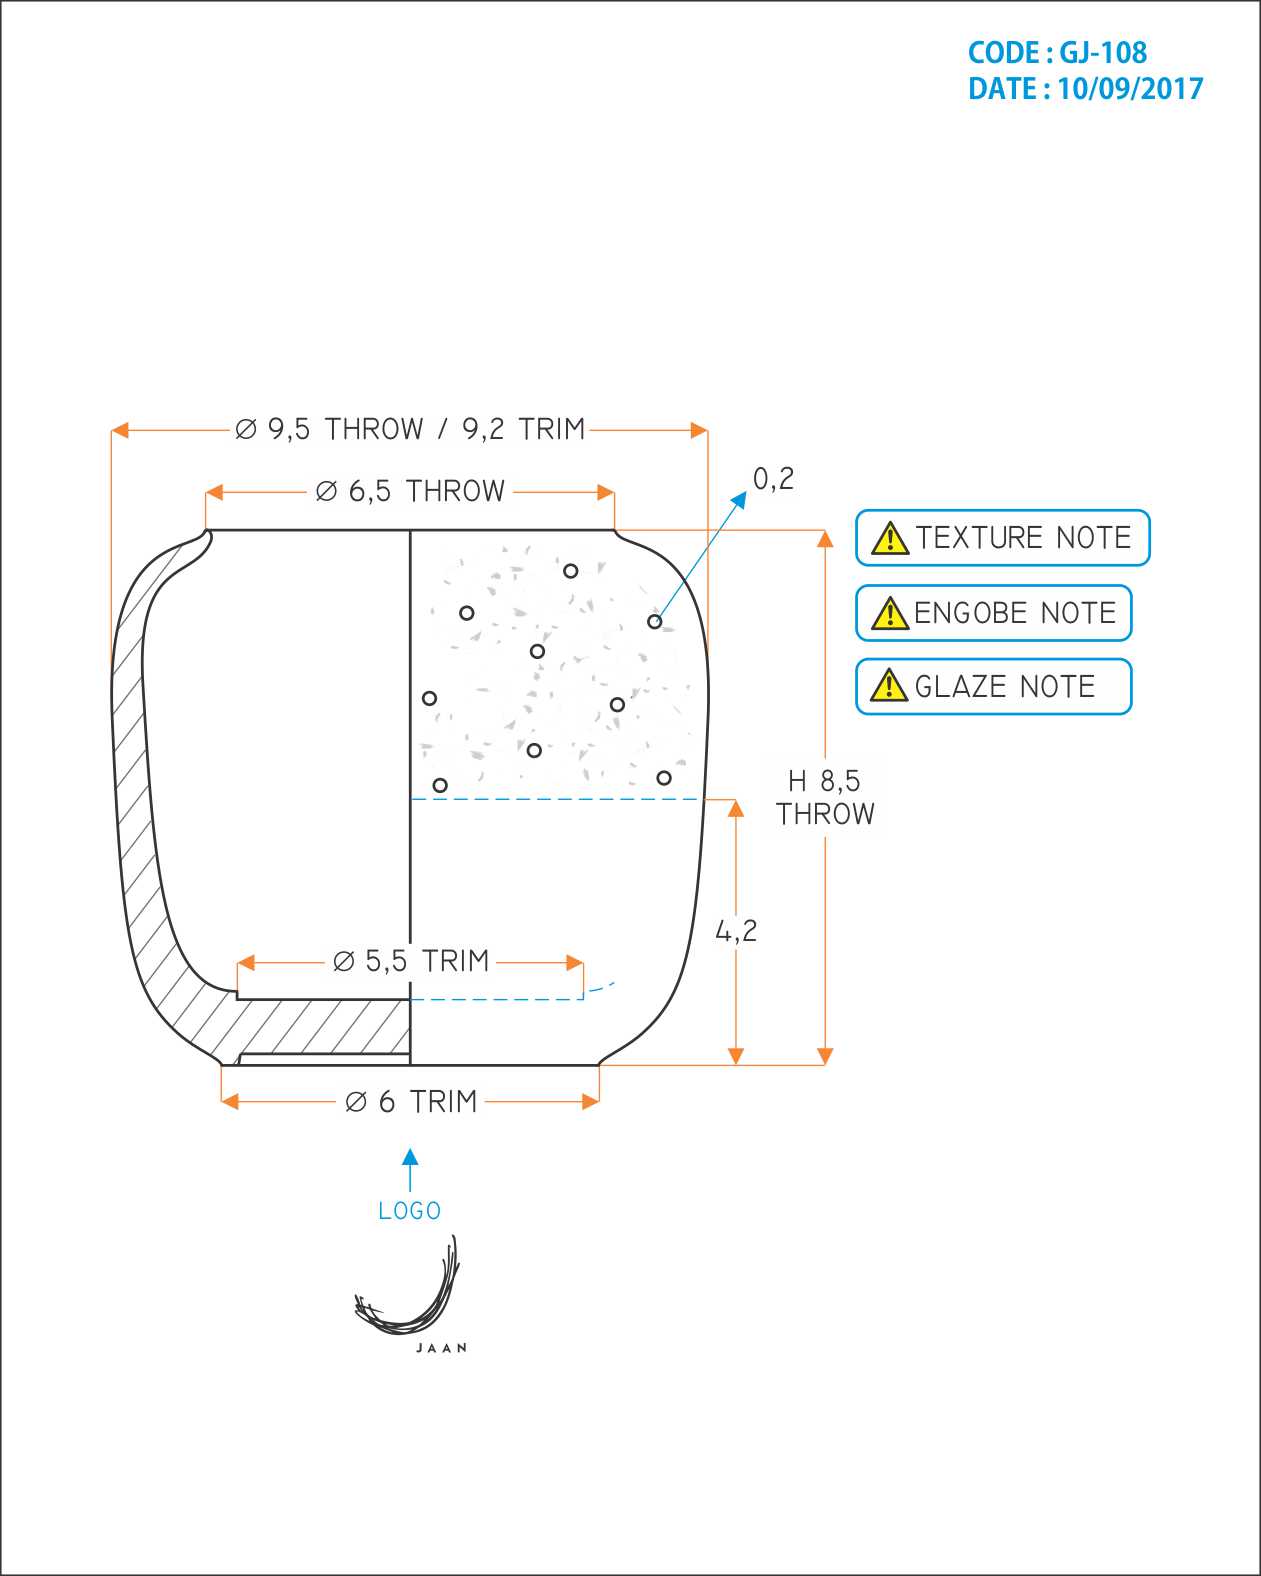 CODE : GJ-108
DATE : 10/09/2017
Ø 9,5 THROW / 9,2 TRIM
Ø 6,5 THROW
0,2
TEXTURE NOTE
ENGOBE NOTE
GLAZE NOTE
H 8,5
THROW
4,2
Ø 5,5 TRIM
Ø 6 TRIM
LOGO
JAAN